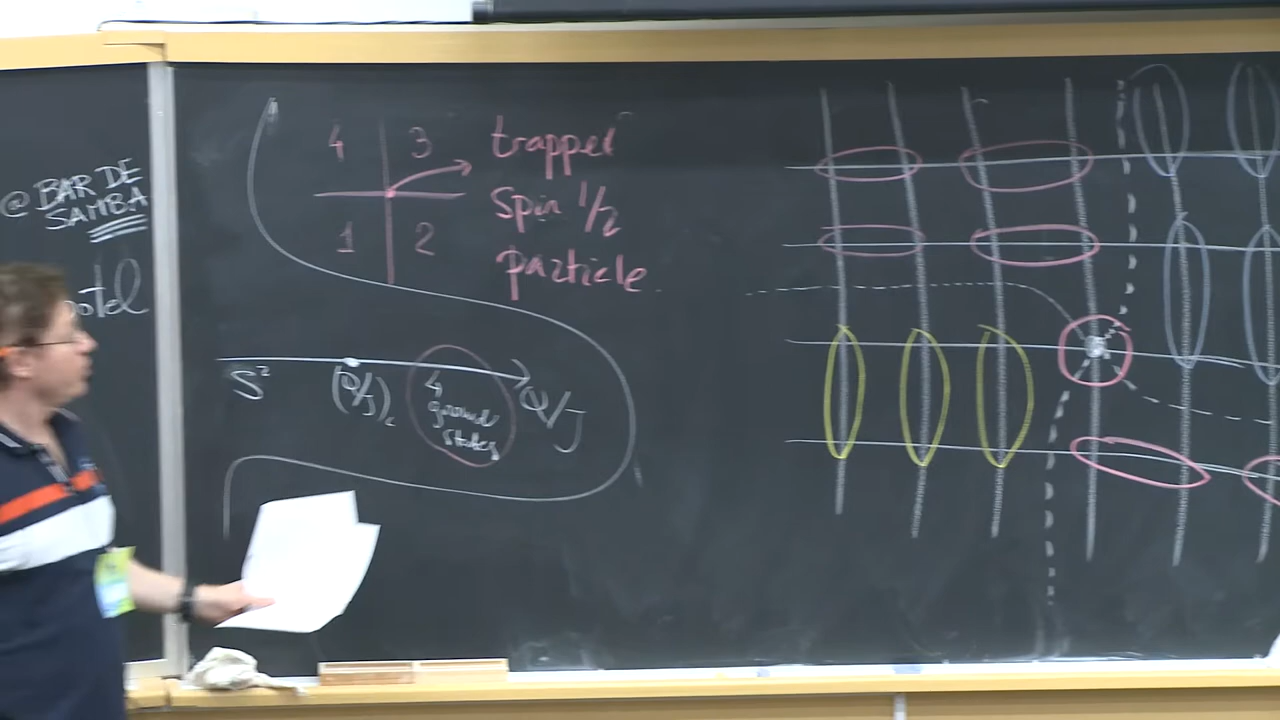 @ BAR DE
SAMBA
4 3
1 2
trapped
Spin 1/2
particle
S²
(Q/J)c
4
ground
states
Q/J